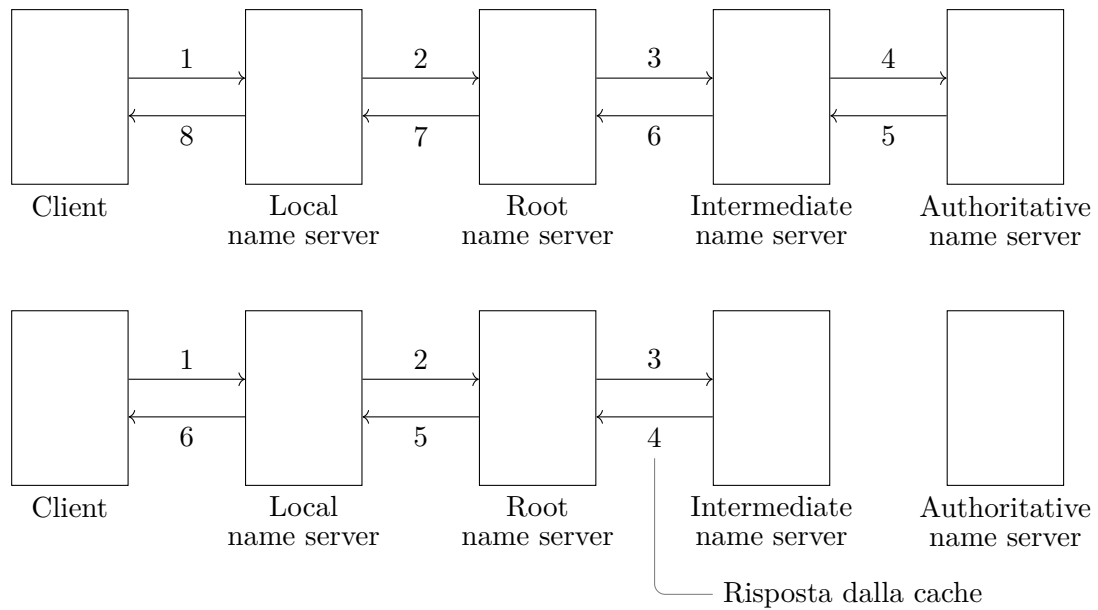 1 2 3 4
8 7 6 5
Client Local Root Intermediate Authoritative
name server name server name server name server
1 2 3
6 5 4
Client Local Root Intermediate Authoritative
name server name server name server name server
Risposta dalla cache